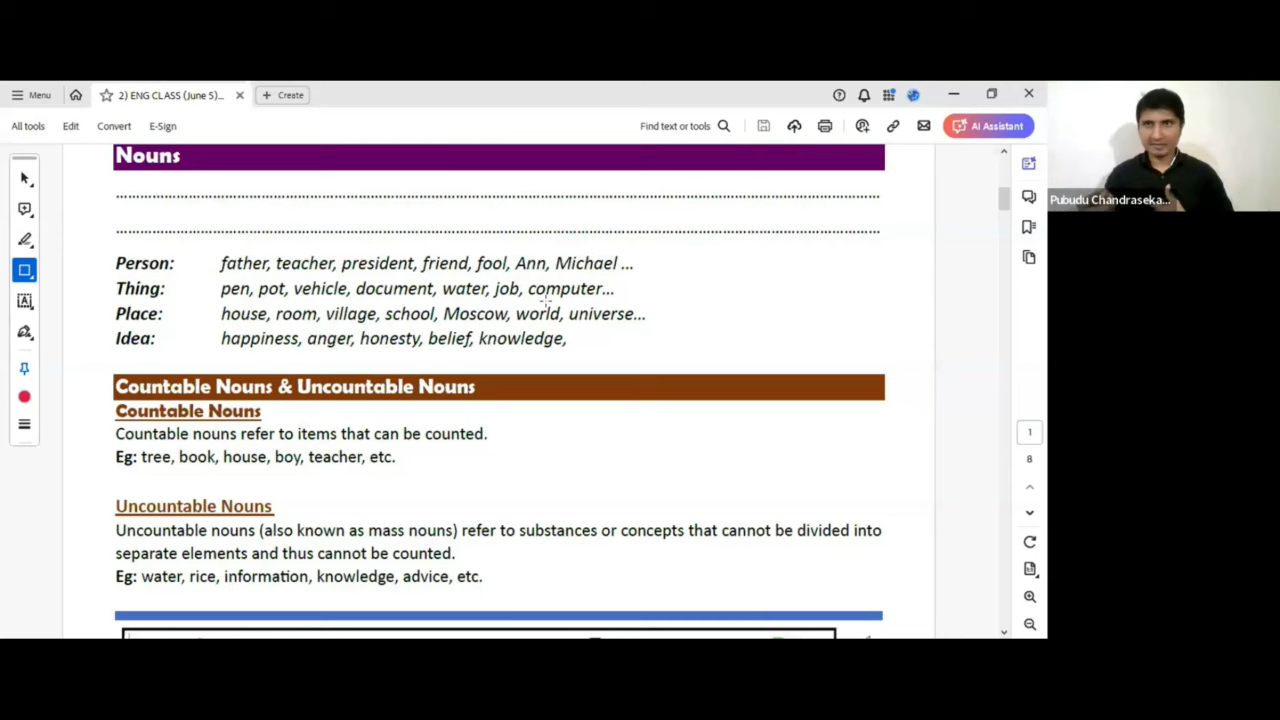 Menu
2) ENG CLASS (June 5)...
Create
All tools
Edit
Convert
E-Sign
Find text or tools
AI Assistant
Pubudu Chandraseka...
Nouns
Person: father, teacher, president, friend, fool, Ann, Michael ...
Thing: pen, pot, vehicle, document, water, job, computer...
Place: house, room, village, school, Moscow, world, universe...
Idea: happiness, anger, honesty, belief, knowledge,
Countable Nouns & Uncountable Nouns
Countable Nouns
Countable nouns refer to items that can be counted.
Eg: tree, book, house, boy, teacher, etc.
Uncountable Nouns
Uncountable nouns (also known as mass nouns) refer to substances or concepts that cannot be divided into
separate elements and thus cannot be counted.
Eg: water, rice, information, knowledge, advice, etc.
1
8